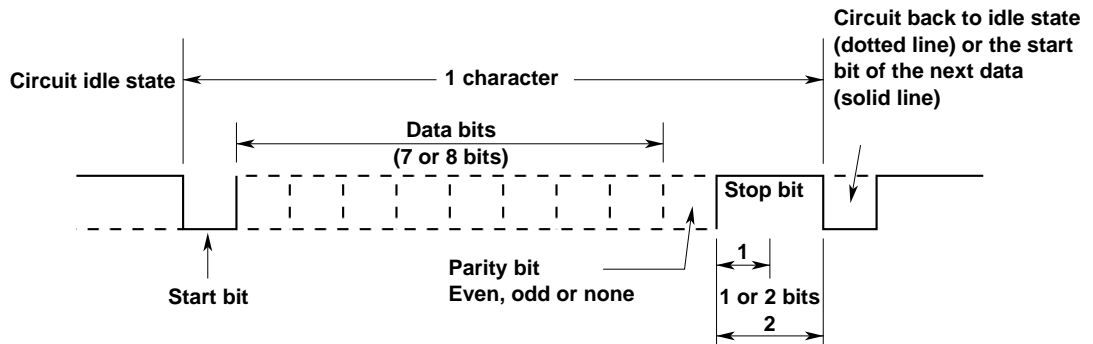 Circuit back to idle state
(dotted line) or the start
bit of the next data
(solid line)
Circuit idle state
1 character
Data bits
(7 or 8 bits)
Stop bit
1
Parity bit
Even, odd or none
Start bit
1 or 2 bits
2